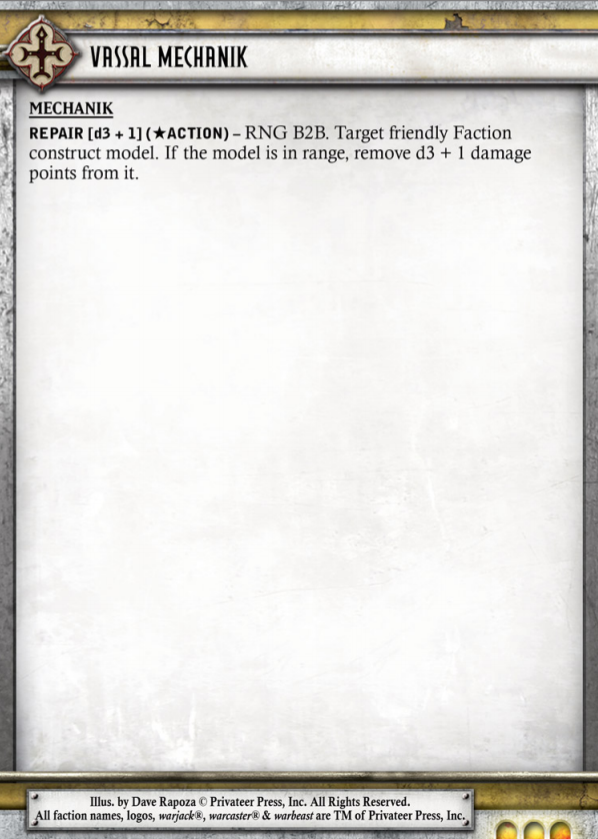 VASSAL MECHANIK
MECHANIK
REPAIR [d3 + 1] (★ACTION) – RNG B2B. Target friendly Faction
construct model. If the model is in range, remove d3 + 1 damage
points from it.
Illus. by Dave Rapoza © Privateer Press, Inc. All Rights Reserved.
All faction names, logos, warjack®, warcaster® & warbeast are TM of Privateer Press, Inc.